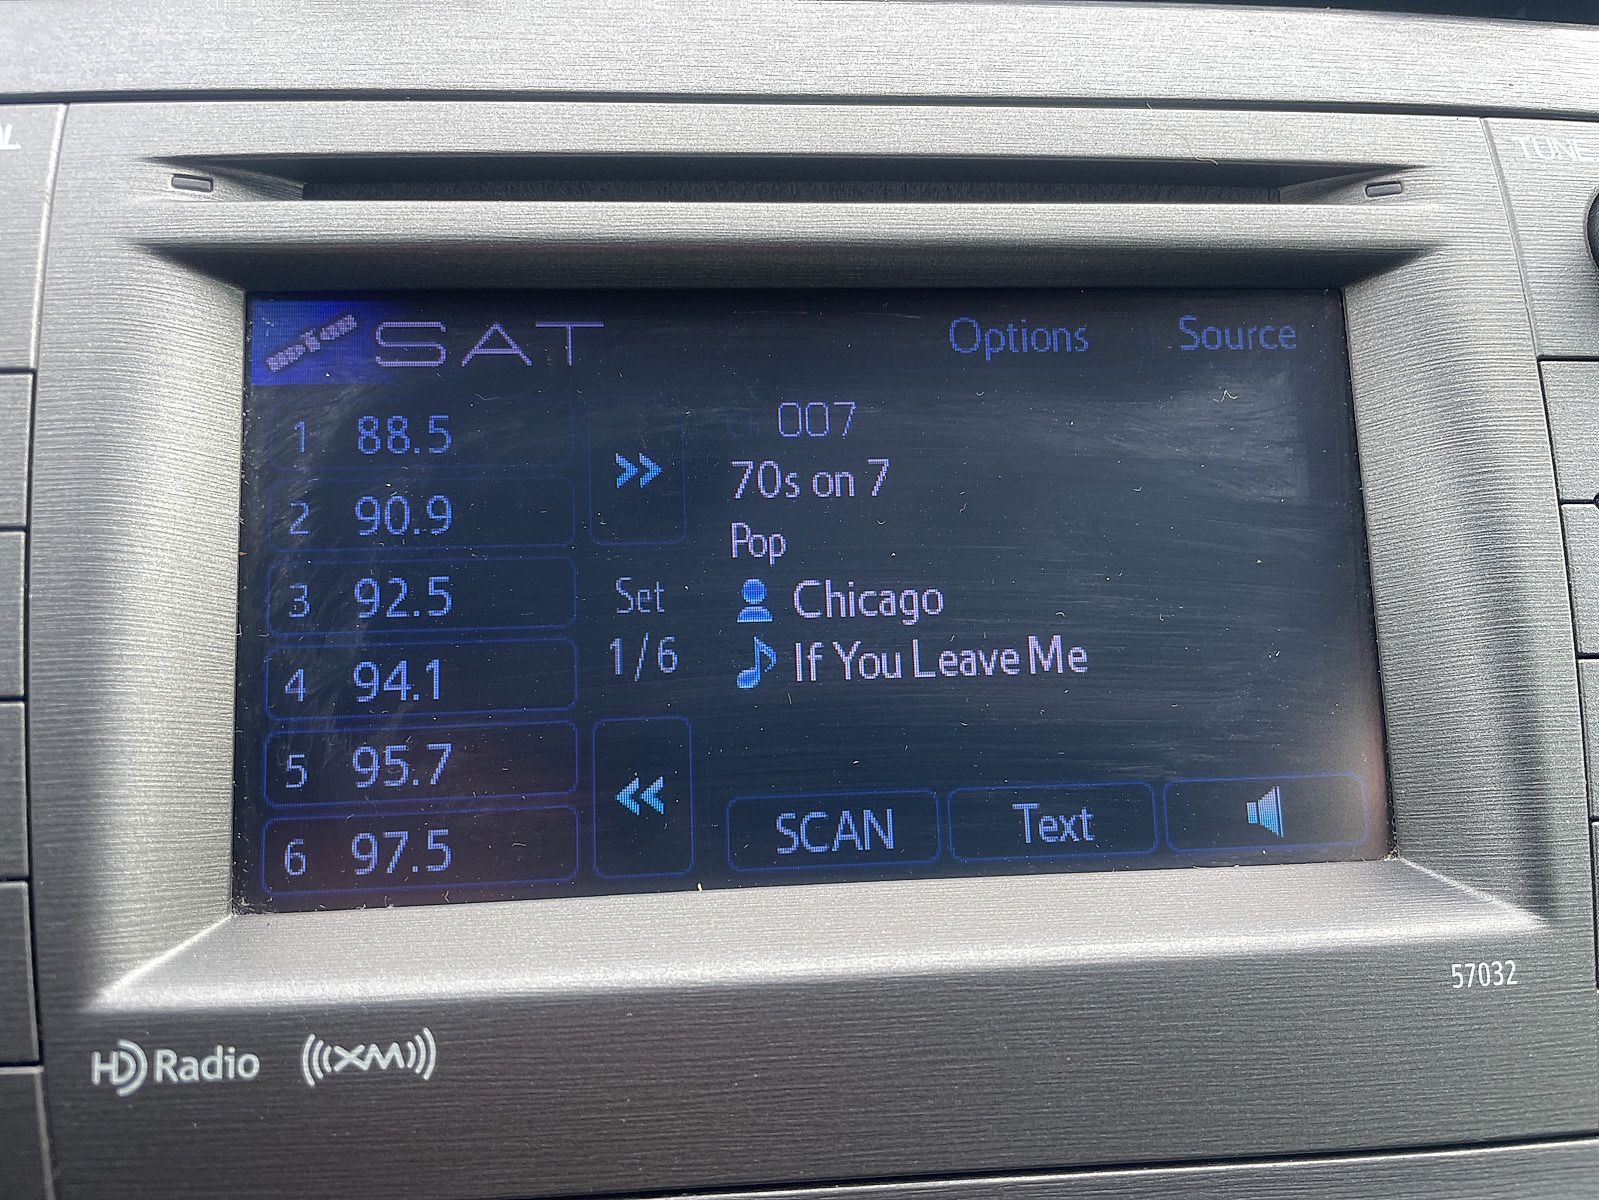 TUNE
SAT
Options
Source
1 88.5
2 90.9
3 92.5
4 94.1
5 95.7
6 97.5
Set
1/6
Ch 007
70s on 7
Pop
Chicago
If You Leave Me
SCAN
Text
57032
HD Radio
XM